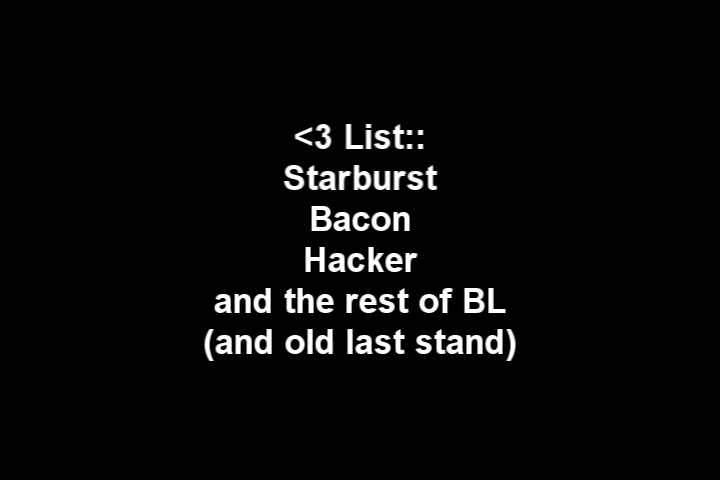 <3 List::
Starburst
Bacon
Hacker
and the rest of BL
(and old last stand)